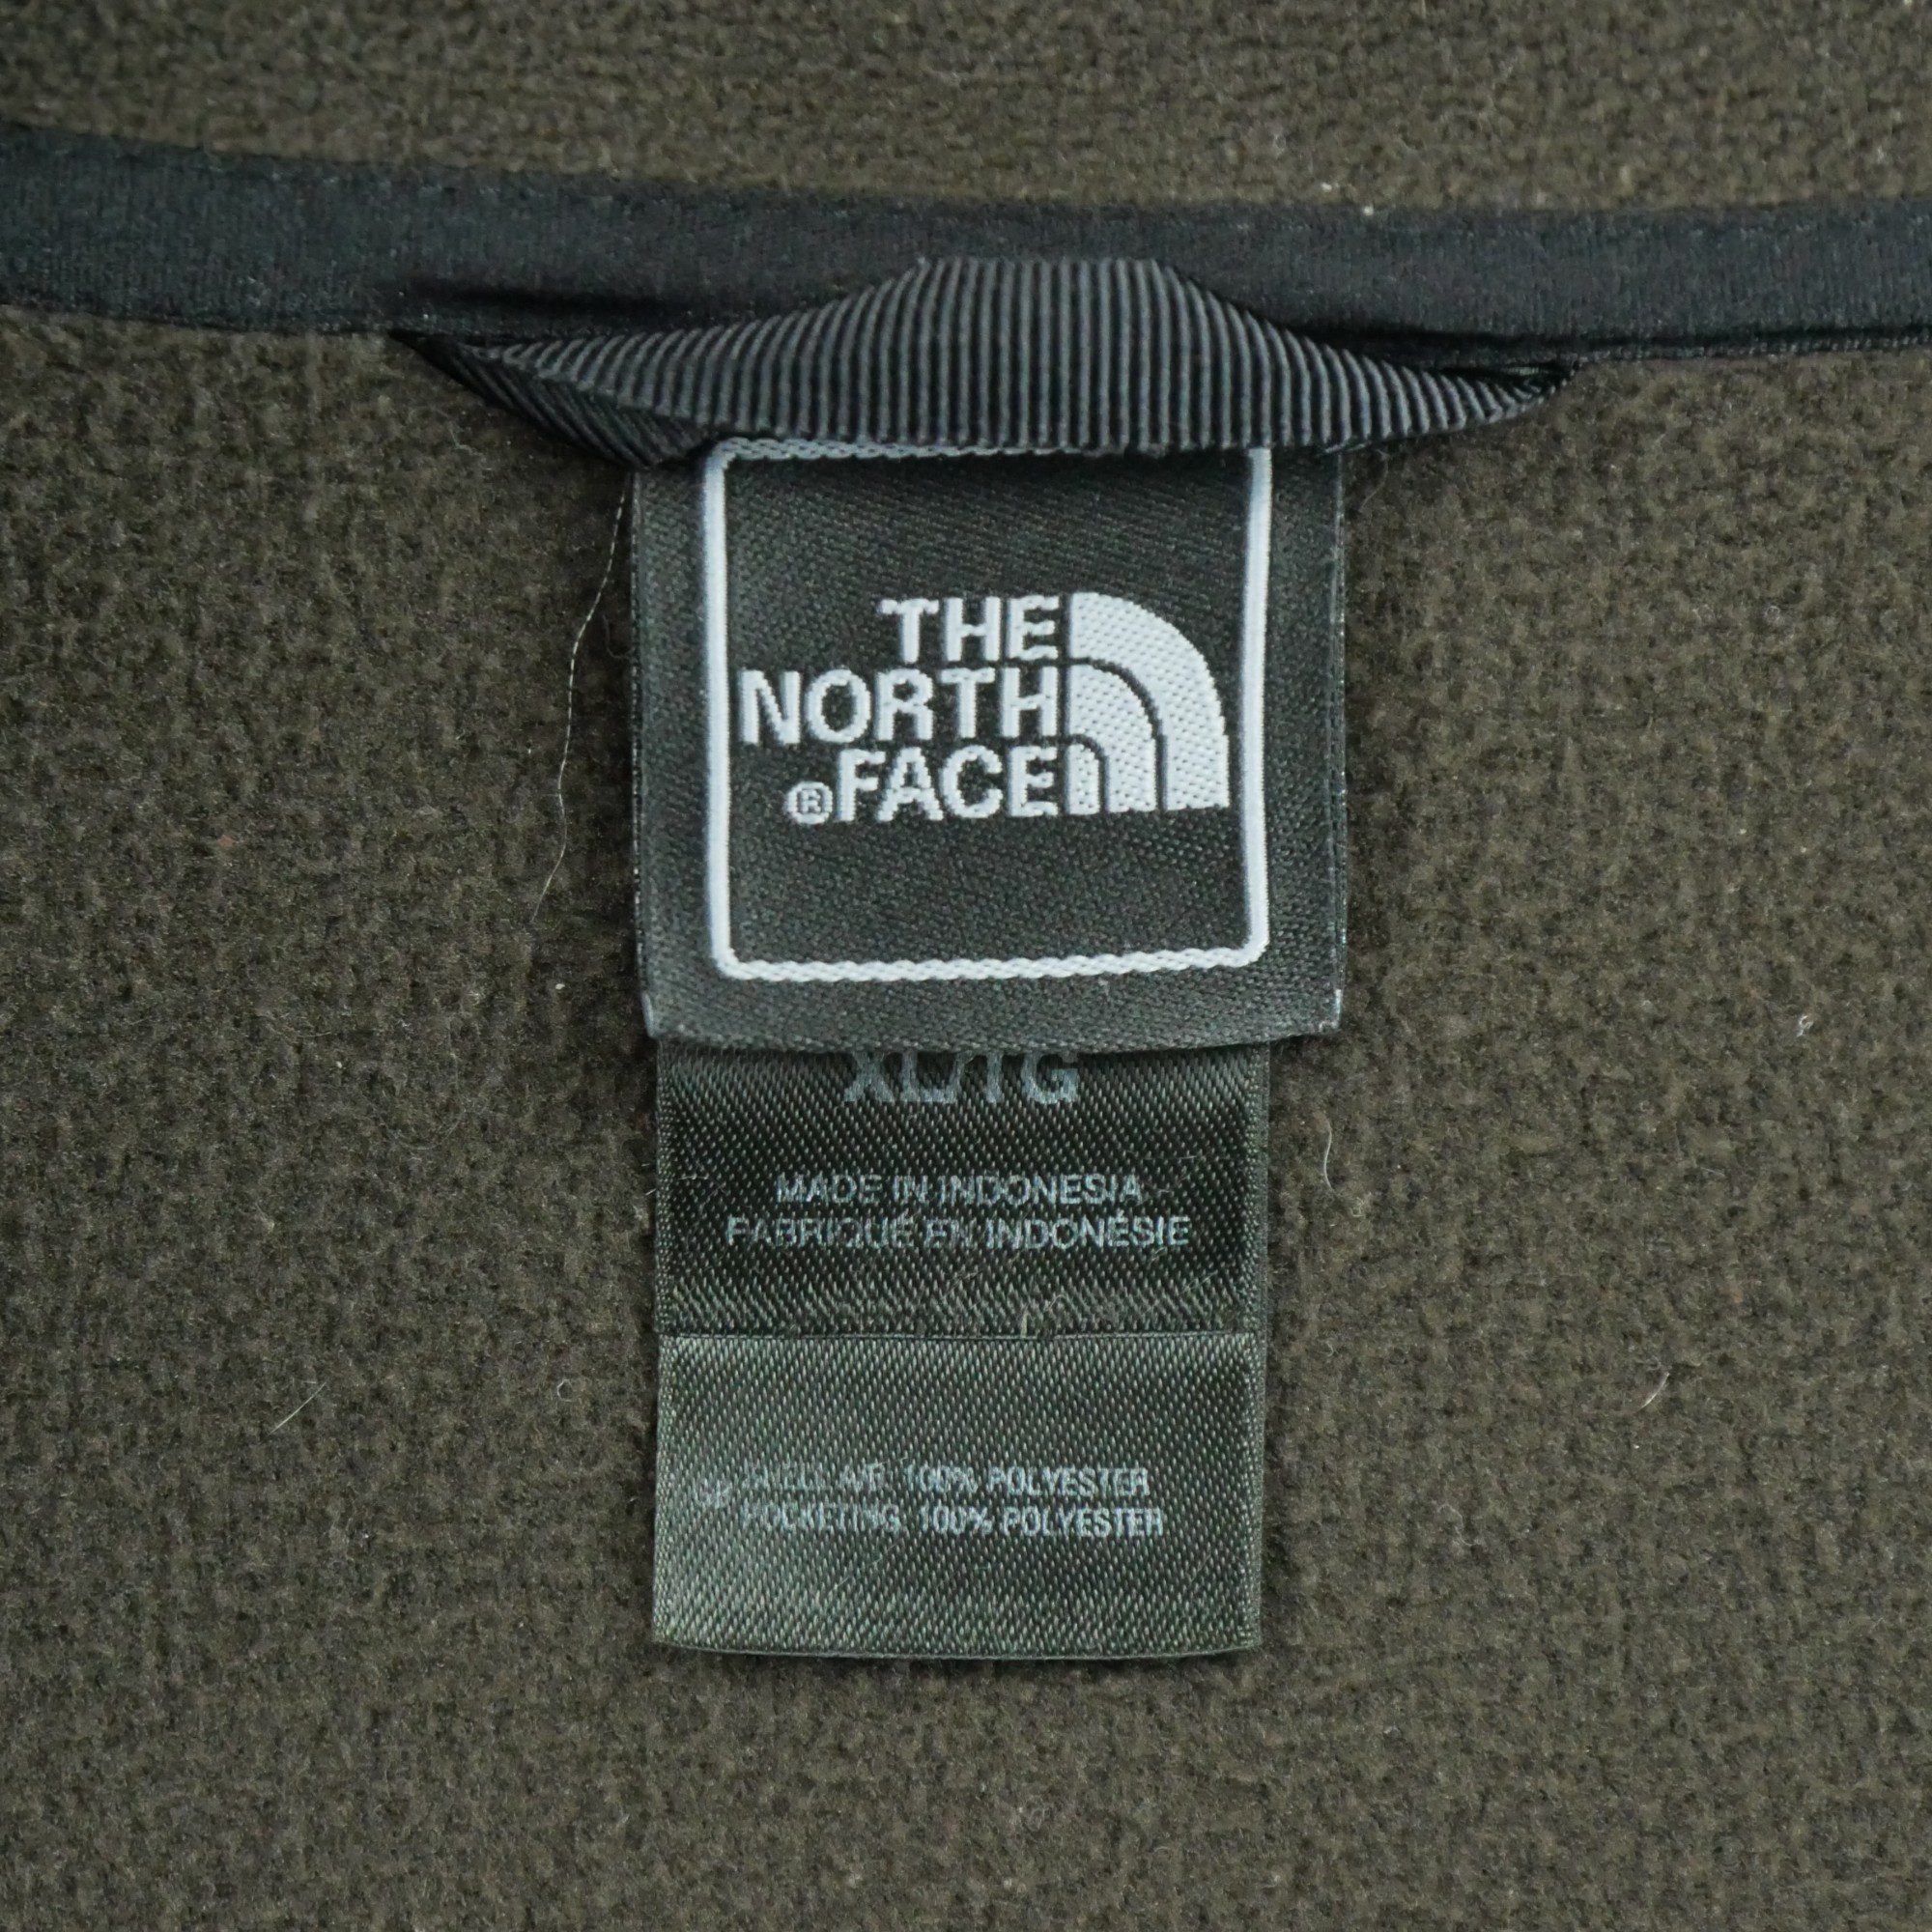 THE
NORTH
®FACE
XL/TG
MADE IN INDONESIA
FABRIQUÉ EN INDONÉSIE
100% POLYESTER
POCKETING 100% POLYESTER